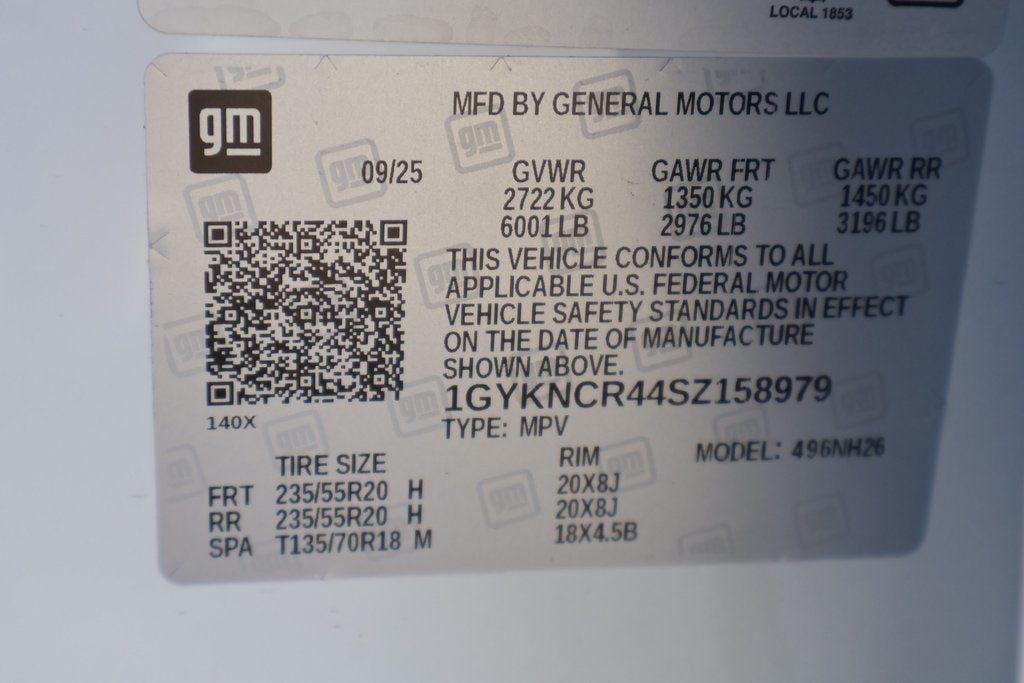 LOCAL 1853
gm
MFD BY GENERAL MOTORS LLC
09/25
GVWR GAWR FRT GAWR RR
2722 KG 1350 KG 1450 KG
6001 LB 2976 LB 3196 LB
THIS VEHICLE CONFORMS TO ALL
APPLICABLE U.S. FEDERAL MOTOR
VEHICLE SAFETY STANDARDS IN EFFECT
ON THE DATE OF MANUFACTURE
SHOWN ABOVE.
1GYKNCR44SZ158979
140X
TYPE: MPV
MODEL: 496NH26
TIRE SIZE RIM
FRT 235/55R20 H 20X8J
RR 235/55R20 H 20X8J
SPA T135/70R18 M 18X4.5B